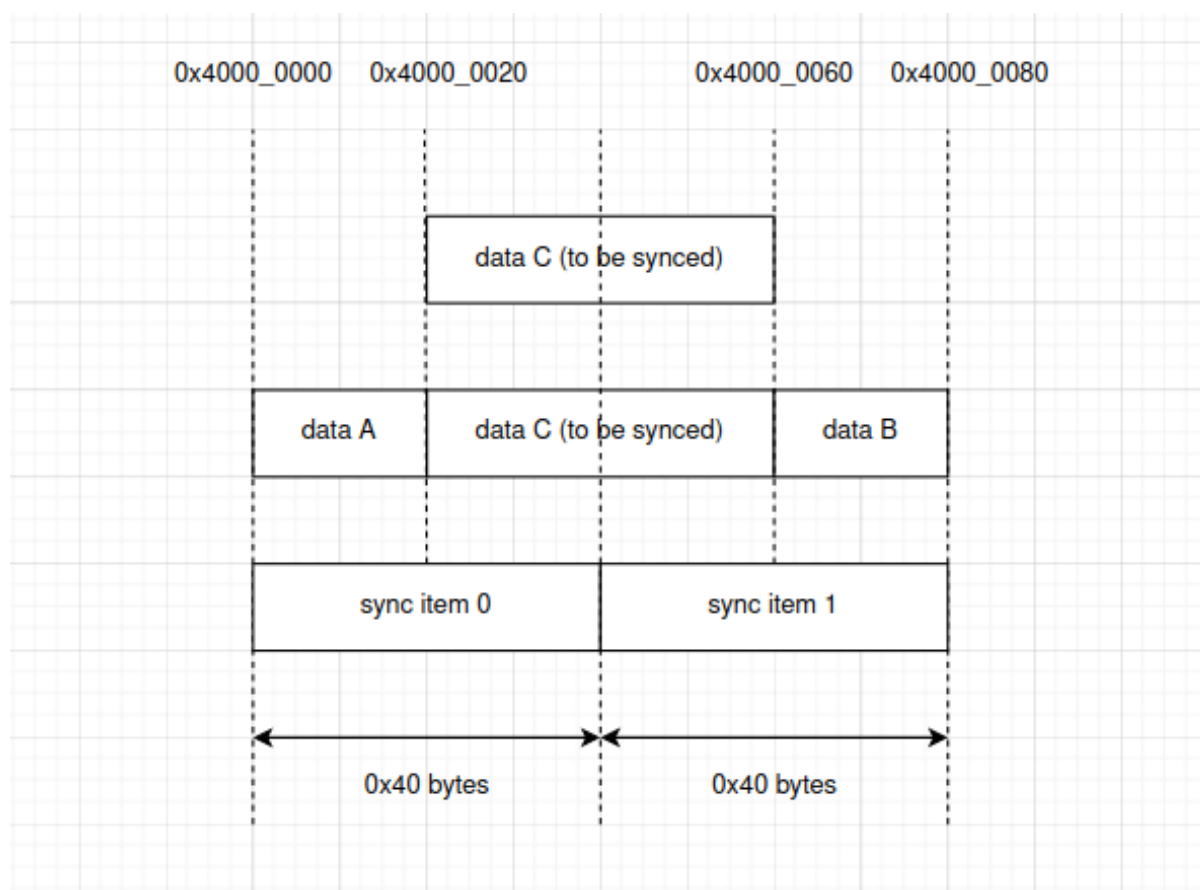 0x4000_0000 0x4000_0020 0x4000_0060 0x4000_0080
data C (to be synced)
data A data C (to be synced) data B
sync item 0 sync item 1
0x40 bytes 0x40 bytes